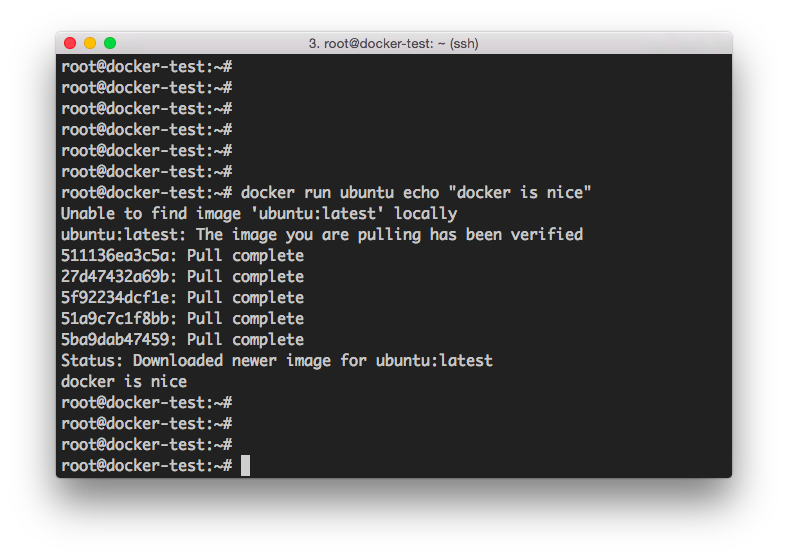 3. root@docker-test: ~ (ssh)
root@docker-test:~#
root@docker-test:~#
root@docker-test:~#
root@docker-test:~#
root@docker-test:~#
root@docker-test:~#
root@docker-test:~# docker run ubuntu echo "docker is nice"
Unable to find image 'ubuntu:latest' locally
ubuntu:latest: The image you are pulling has been verified
511136ea3c5a: Pull complete
27d47432a69b: Pull complete
5f92234dcf1e: Pull complete
51a9c7c1f8bb: Pull complete
5ba9dab47459: Pull complete
Status: Downloaded newer image for ubuntu:latest
docker is nice
root@docker-test:~#
root@docker-test:~#
root@docker-test:~#
root@docker-test:~#